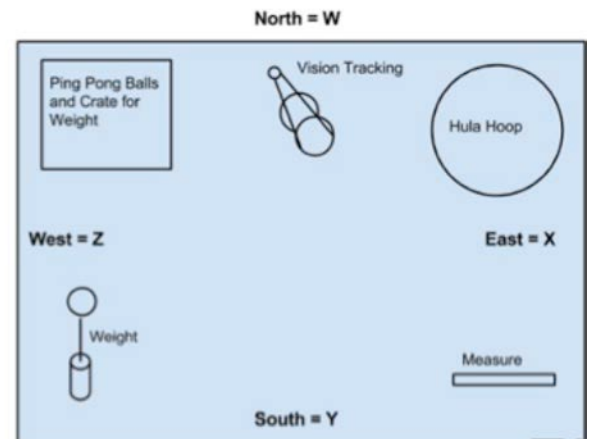 North = W
Ping Pong Balls
and Crate for
Weight
Vision Tracking
Hula Hoop
West = Z
East = X
Weight
Measure
South = Y